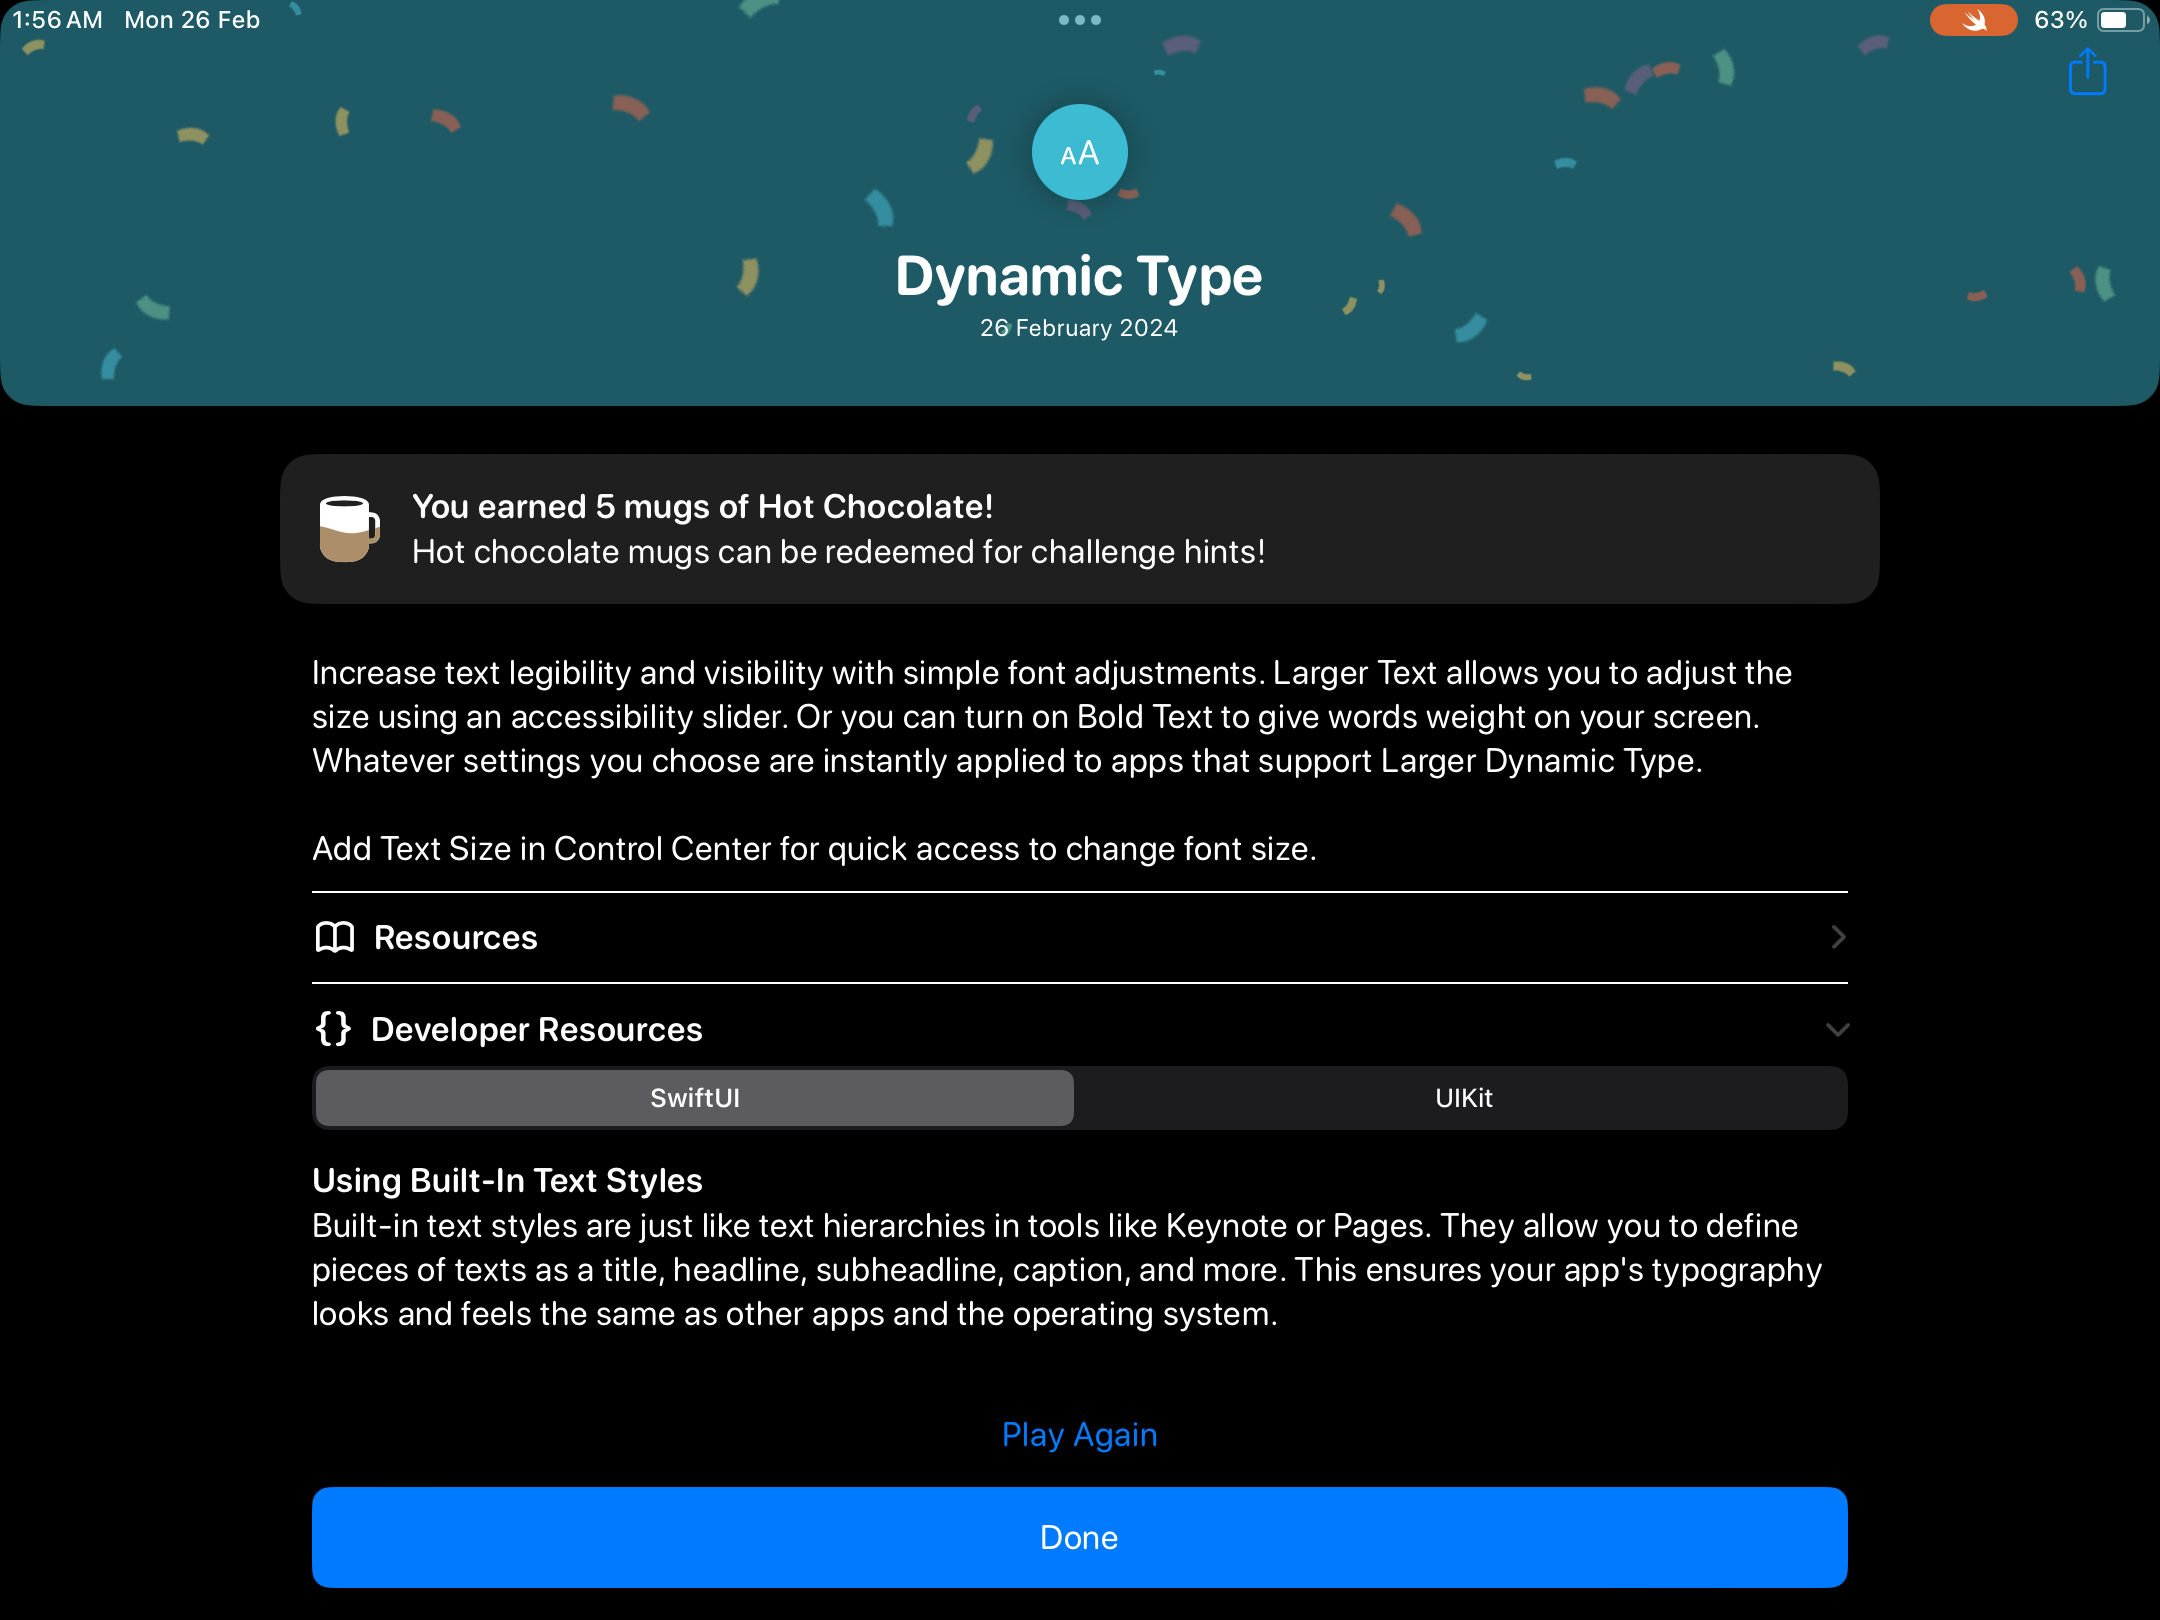 1:56 AM Mon 26 Feb
63%
AA
Dynamic Type
26 February 2024
You earned 5 mugs of Hot Chocolate!
Hot chocolate mugs can be redeemed for challenge hints!
Increase text legibility and visibility with simple font adjustments. Larger Text allows you to adjust the
size using an accessibility slider. Or you can turn on Bold Text to give words weight on your screen.
Whatever settings you choose are instantly applied to apps that support Larger Dynamic Type.
Add Text Size in Control Center for quick access to change font size.
Resources
{} Developer Resources
SwiftUI
UIKit
Using Built-In Text Styles
Built-in text styles are just like text hierarchies in tools like Keynote or Pages. They allow you to define
pieces of texts as a title, headline, subheadline, caption, and more. This ensures your app's typography
looks and feels the same as other apps and the operating system.
Play Again
Done